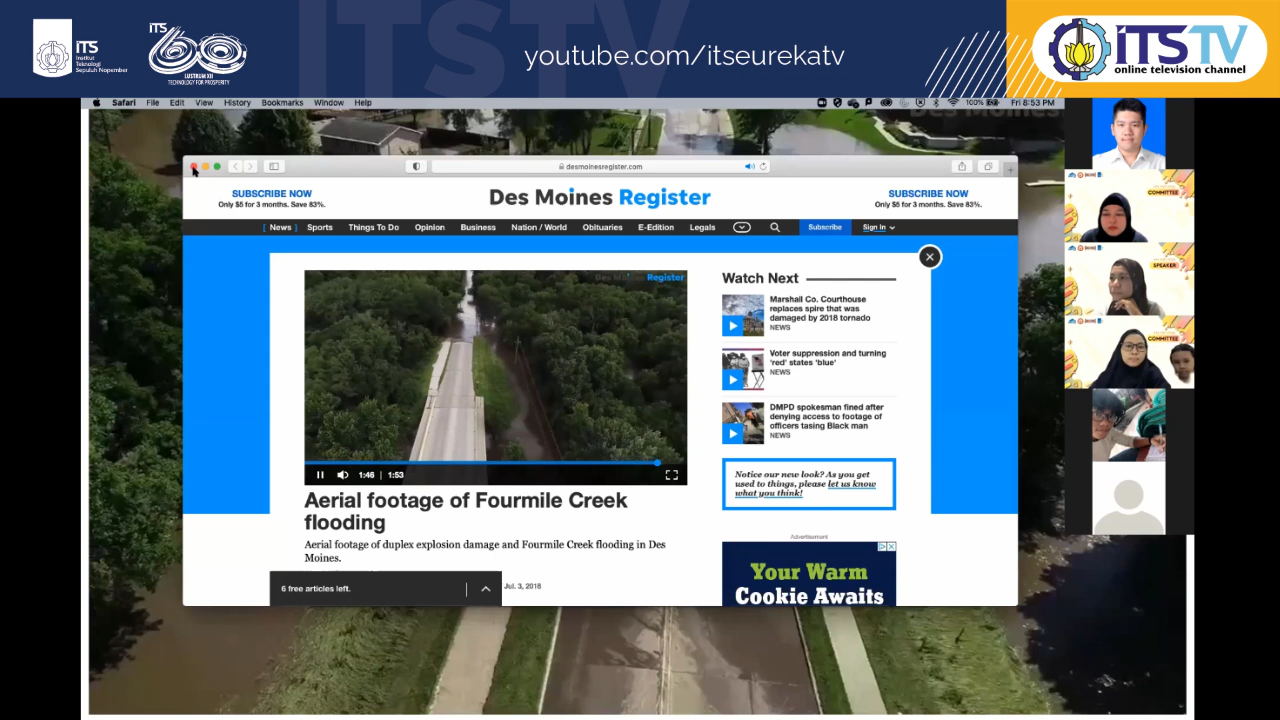 iTS
Institut
Teknologi
Sepuluh Nopember
iTS
60
LUSTRUM XII
TECHNOLOGY FOR PROSPERITY
ITSTV
youtube.com/itseurekatv
iTSTV
online television channel
Safari File Edit View History Bookmarks Window Help
100% Fri 8:53 PM
Des Moines
desmoinesregister.com
SUBSCRIBE NOW
Only $5 for 3 months. Save 83%.
Des Moines Register
SUBSCRIBE NOW
Only $5 for 3 months. Save 83%.
[ News ] Sports Things To Do Opinion Business Nation / World Obituaries E-Edition Legals Subscribe Sign In
Des Moines Register
1:46 | 1:53
Aerial footage of Fourmile Creek
flooding
Aerial footage of duplex explosion damage and Fourmile Creek flooding in Des
Moines.
Jul. 3, 2018
6 free articles left.
Watch Next
Marshall Co. Courthouse
replaces spire that was
damaged by 2018 tornado
NEWS
Voter suppression and turning
'red' states 'blue'
NEWS
DMPD spokesman fined after
denying access to footage of
officers tasing Black man
NEWS
Notice our new look? As you get
used to things, please let us know
what you think!
Advertisement
Your Warm
Cookie Awaits
COMMITTEE
SPEAKER
COMMITTEE